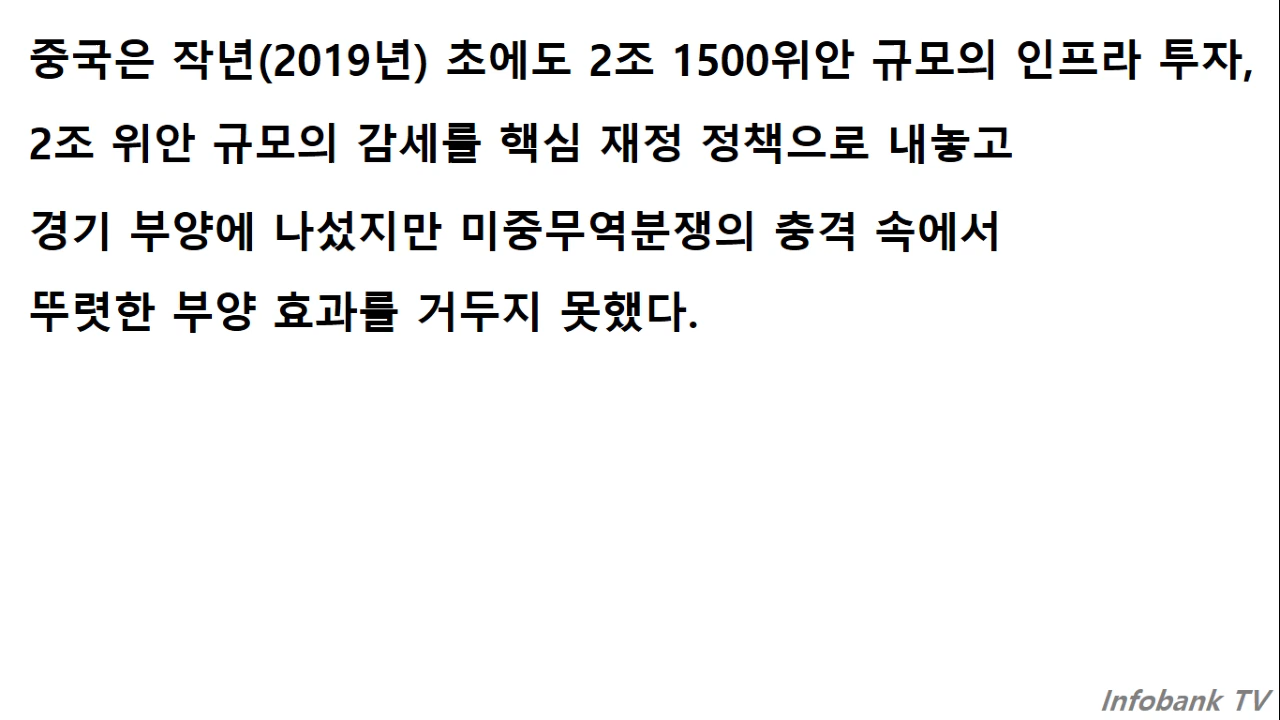 중국은 작년(2019년) 초에도 2조 1500위안 규모의 인프라 투자,
2조 위안 규모의 감세를 핵심 재정 정책으로 내놓고
경기 부양에 나섰지만 미중무역분쟁의 충격 속에서
뚜렷한 부양 효과를 거두지 못했다.
Infobank TV